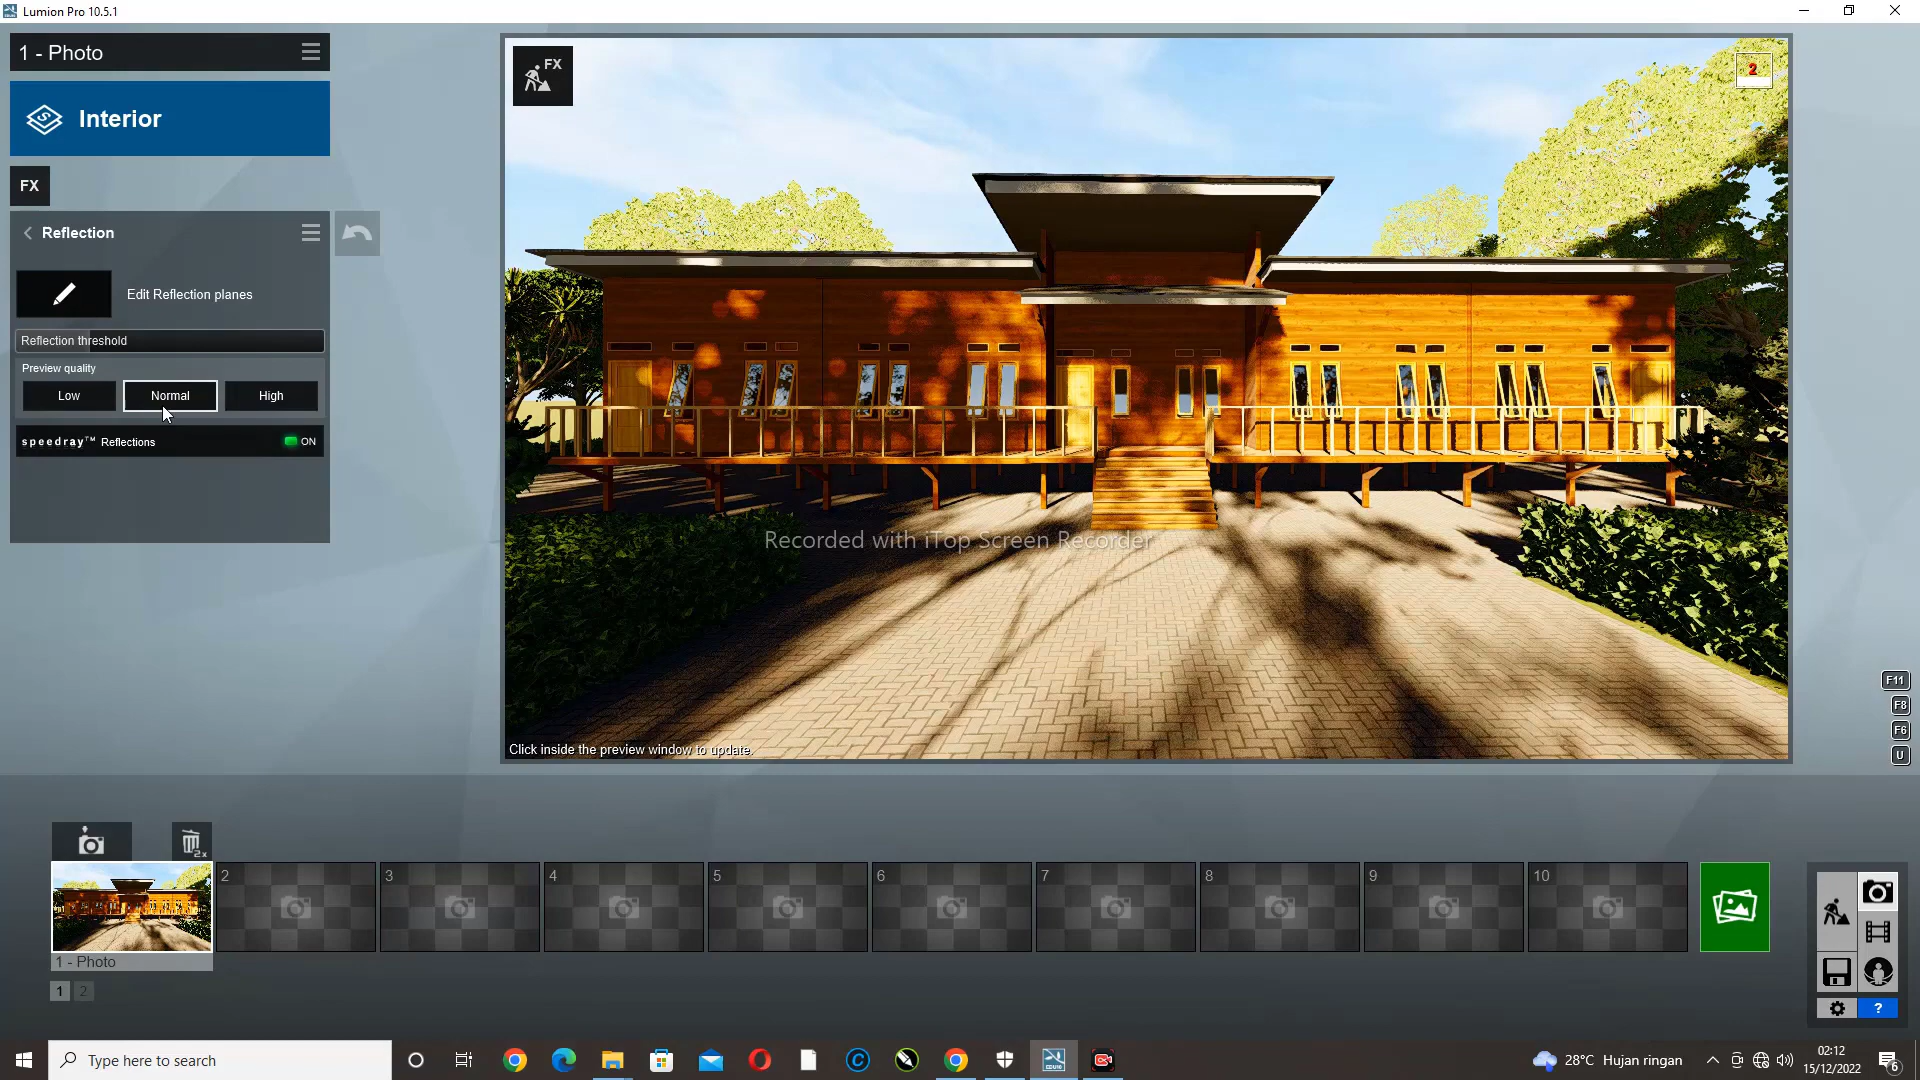 Lumion Pro 10.5.1
1 - Photo
Interior
FX
Reflection
Edit Reflection planes
Reflection threshold
Preview quality
Low Normal High
speedray™ Reflections ON
FX
2
Recorded with iTop Screen Recorder
Click inside the preview window to update.
F11
F8
F6
U
2x
2 3 4 5 6 7 8 9 10
1 - Photo
1 2
?
Type here to search
28°C Hujan ringan
02:12
15/12/2022
6